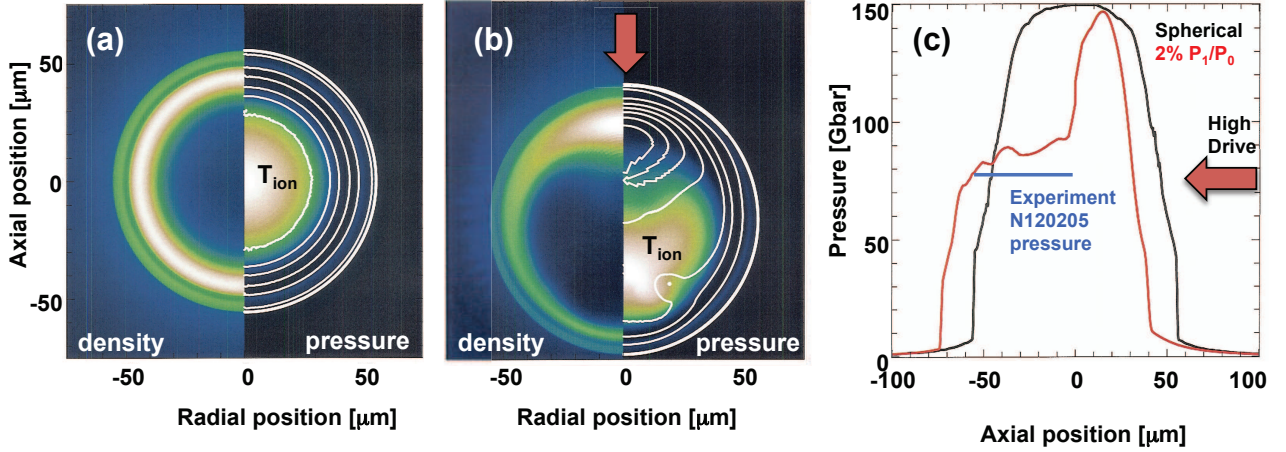 (a)
Axial position [μm]
50
0
-50
T_ion
density
pressure
-50
0
50
Radial position [μm]
(b)
T_ion
density
pressure
-50
0
50
Radial position [μm]
(c)
Pressure [Gbar]
150
100
50
0
Spherical
2% P₁/P₀
High
Drive
Experiment
N120205
pressure
-100
-50
0
50
100
Axial position [μm]